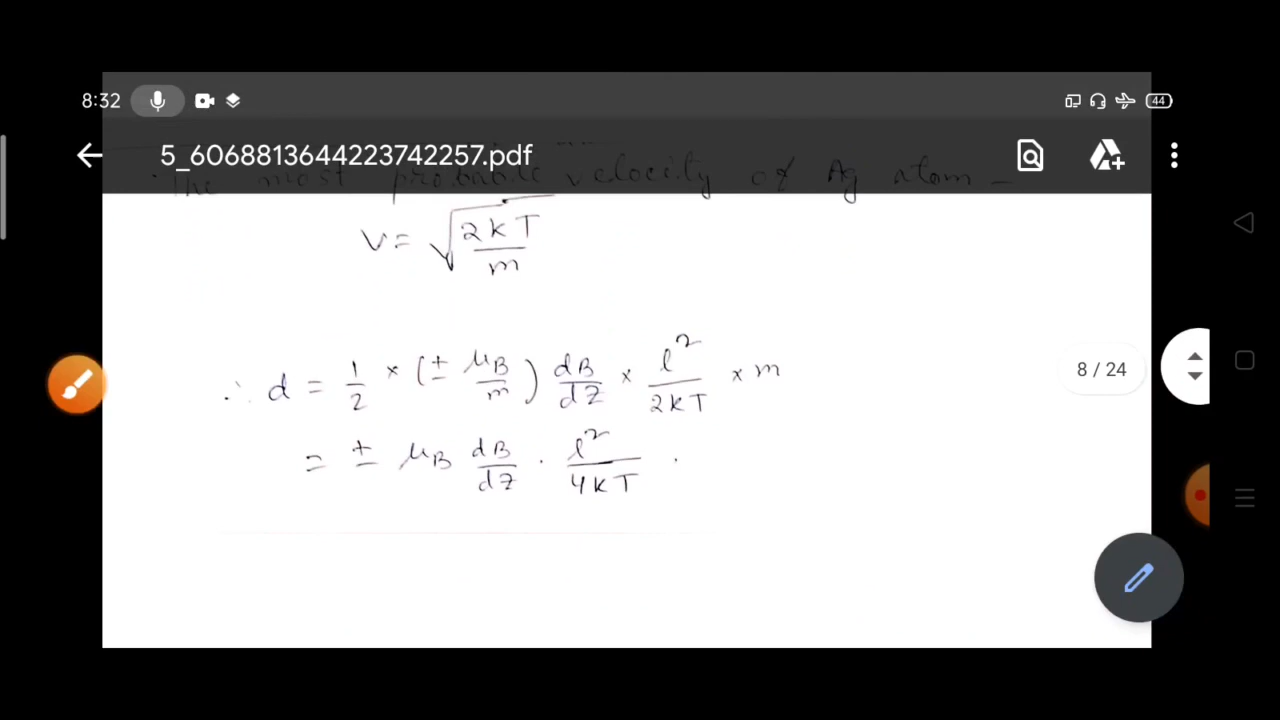 8:32
44
5_6068813644223742257.pdf
The most probable velocity of Ag atom -
v = √(2kT/m)
8 / 24
∴ d = 1/2 × (± μB/m) dB/dz × l²/2kT × m
= ± μB dB/dz · l²/4kT .